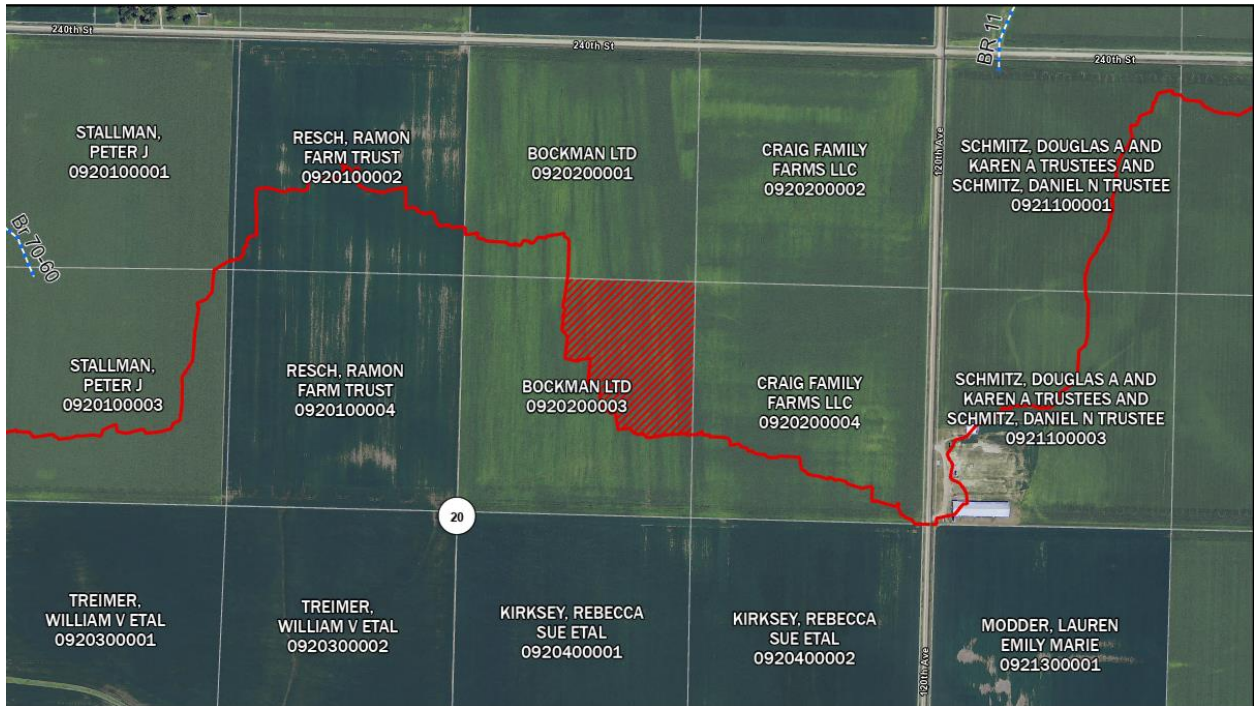 240th St
240th St
240th St
BR 11
120th Ave
STALLMAN,
PETER J
0920100001
RESCH, RAMON
FARM TRUST
0920100002
BOCKMAN LTD
0920200001
CRAIG FAMILY
FARMS LLC
0920200002
SCHMITZ, DOUGLAS A AND
KAREN A TRUSTEES AND
SCHMITZ, DANIEL N TRUSTEE
0921100001
Br 70-60
STALLMAN,
PETER J
0920100003
RESCH, RAMON
FARM TRUST
0920100004
BOCKMAN LTD
0920200003
CRAIG FAMILY
FARMS LLC
0920200004
SCHMITZ, DOUGLAS A AND
KAREN A TRUSTEES AND
SCHMITZ, DANIEL N TRUSTEE
0921100003
20
TREIMER,
WILLIAM V ETAL
0920300001
TREIMER,
WILLIAM V ETAL
0920300002
KIRKSEY, REBECCA
SUE ETAL
0920400001
KIRKSEY, REBECCA
SUE ETAL
0920400002
MODDER, LAUREN
EMILY MARIE
0921300001
120th Ave